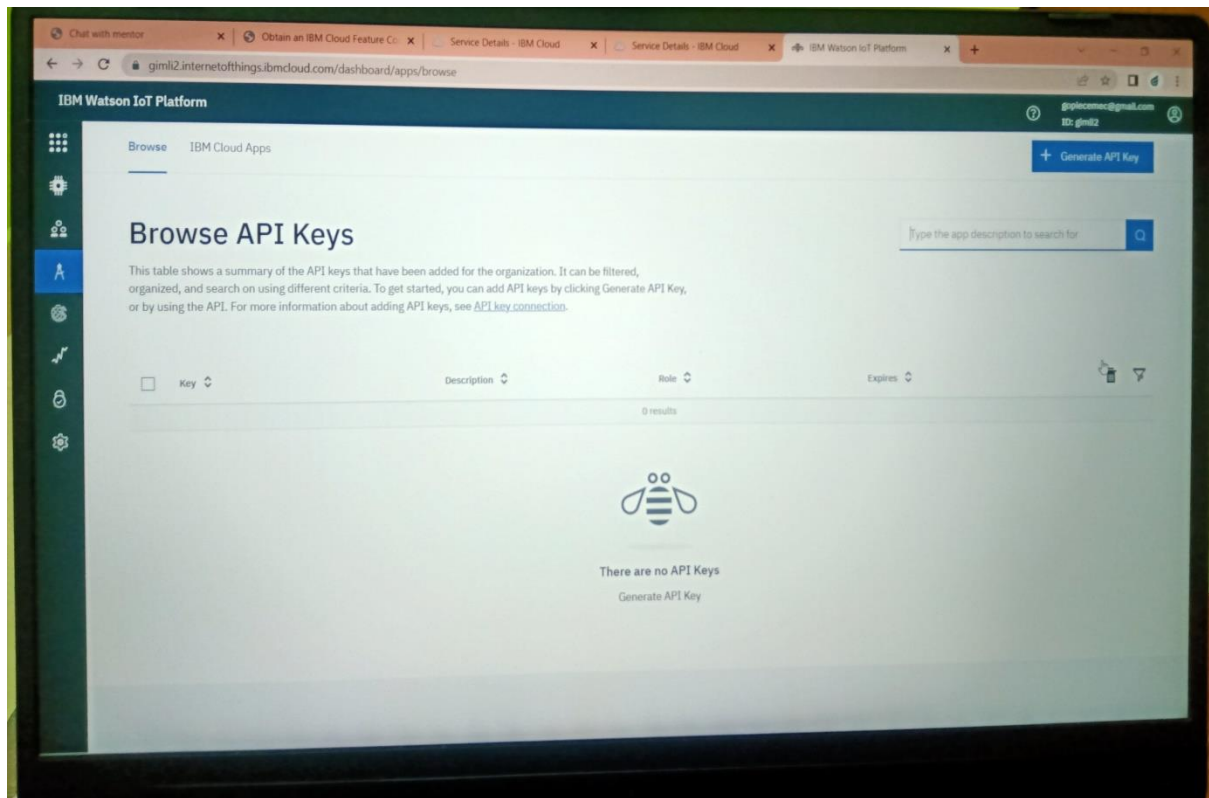 Chat with mentor
Obtain an IBM Cloud Feature Co
Service Details - IBM Cloud
Service Details - IBM Cloud
IBM Watson IoT Platform
gimli2.internetofthings.ibmcloud.com/dashboard/apps/browse
IBM Watson IoT Platform
gopiecemec@gmail.com
ID: gimli2
Browse
IBM Cloud Apps
+ Generate API Key
Browse API Keys
Type the app description to search for
This table shows a summary of the API keys that have been added for the organization. It can be filtered,
organized, and search on using different criteria. To get started, you can add API keys by clicking Generate API Key,
or by using the API. For more information about adding API keys, see API key connection.
Key
Description
Role
Expires
0 results
There are no API Keys
Generate API Key